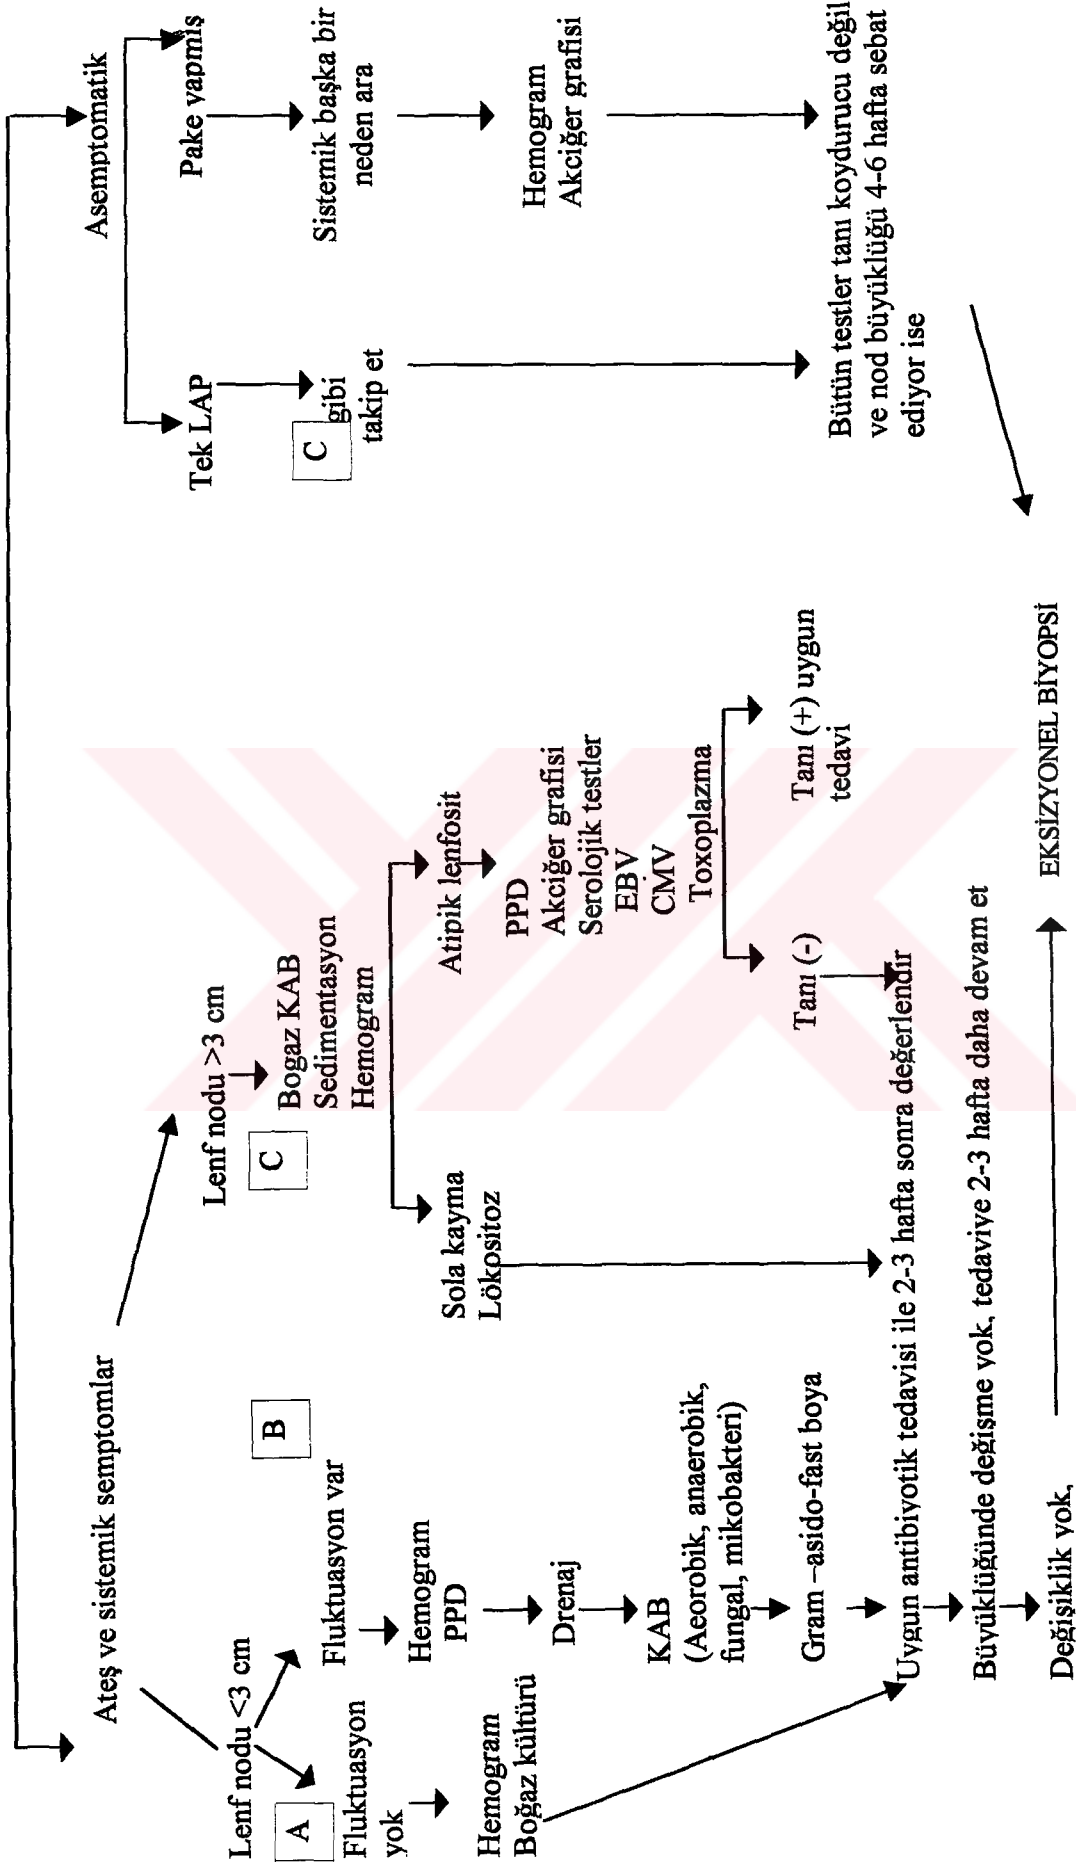 Ateş ve sistemik semptomlar
Lenf nodu <3 cm
A
Fluktuasyon
yok
Hemogram
Boğaz kültürü
B
Fluktuasyon var
Hemogram
PPD
Drenaj
KAB
(Aeorobik, anaerobik,
fungal, mikobakteri)
Gram –asido-fast boya
Lenf nodu >3 cm
C
Bogaz KAB
Sedimentasyon
Hemogram
Sola kayma
Lökositoz
Atipik lenfosit
PPD
Akciğer grafisi
Serolojik testler
EBV
CMV
Toxoplazma
Tanı (-)
Tanı (+) uygun
tedavi
Uygun antibiyotik tedavisi ile 2-3 hafta sonra değerlendir
Büyüklüğünde değişme yok, tedaviye 2-3 hafta daha devam et
Değişiklik yok,
EKSİZYONEL BİYOPSİ
Asemptomatik
Tek LAP
C gibi
takip et
Pake yapmış
Sistemik başka bir
neden ara
Hemogram
Akciğer grafisi
Bütün testler tanı koydurucu değil
ve nod büyüklüğü 4-6 hafta sebat
ediyor ise